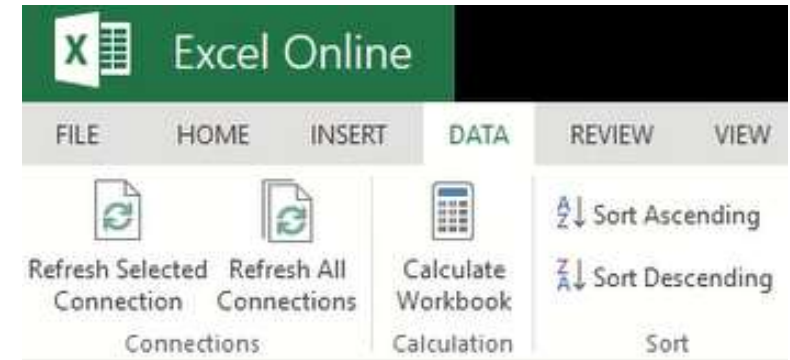 X Excel Online
FILE HOME INSERT DATA REVIEW VIEW
Refresh Selected Connection
Refresh All Connections
Calculate Workbook
A Z Sort Ascending
Z A Sort Descending
Connections Calculation Sort